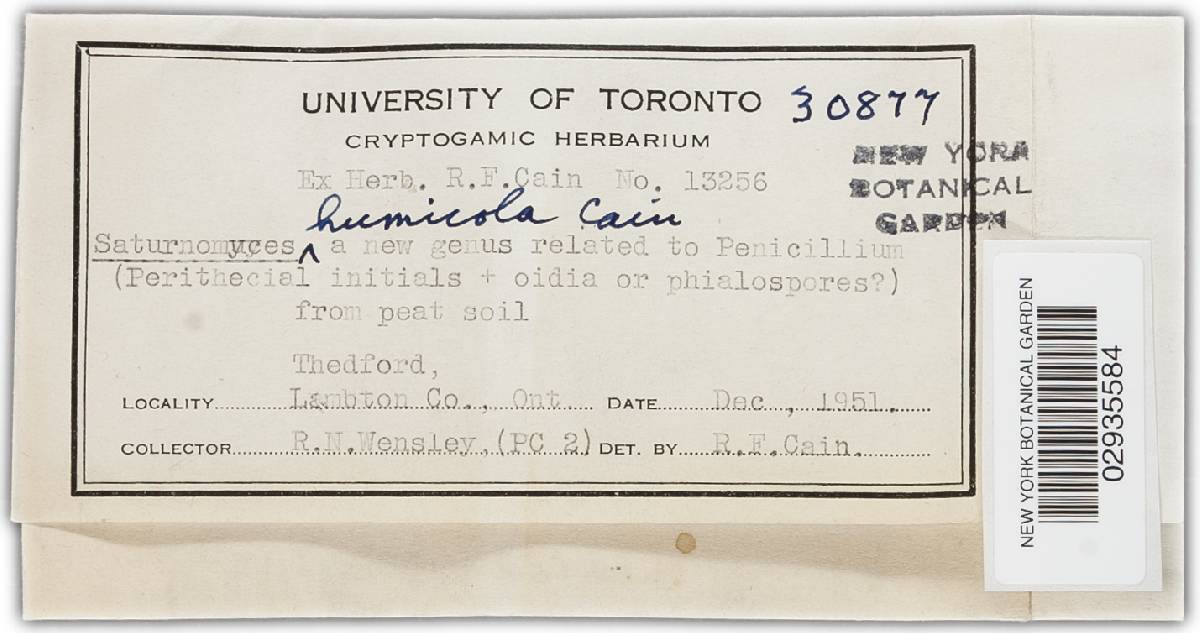 UNIVERSITY OF TORONTO 30877
CRYPTOGAMIC HERBARIUM
NEW YORK
BOTANICAL
GARDEN
Ex Herb. R.F.Cain No. 13256
humicola Cain
Saturnomyces ^ a new genus related to Penicillium
(Perithecial initials + oidia or phialospores?)
from peat soil
Thedford,
LOCALITY Lambton Co., Ont. DATE Dec , 1951.
COLLECTOR R.N.Wensley,(PC 2) DET. BY R.F.Cain.
NEW YORK BOTANICAL GARDEN
02935584